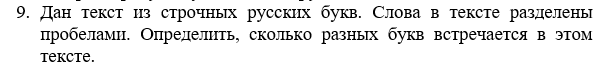 9. Дан текст из строчных русских букв. Слова в тексте разделены
пробелами. Определить, сколько разных букв встречается в этом
тексте.